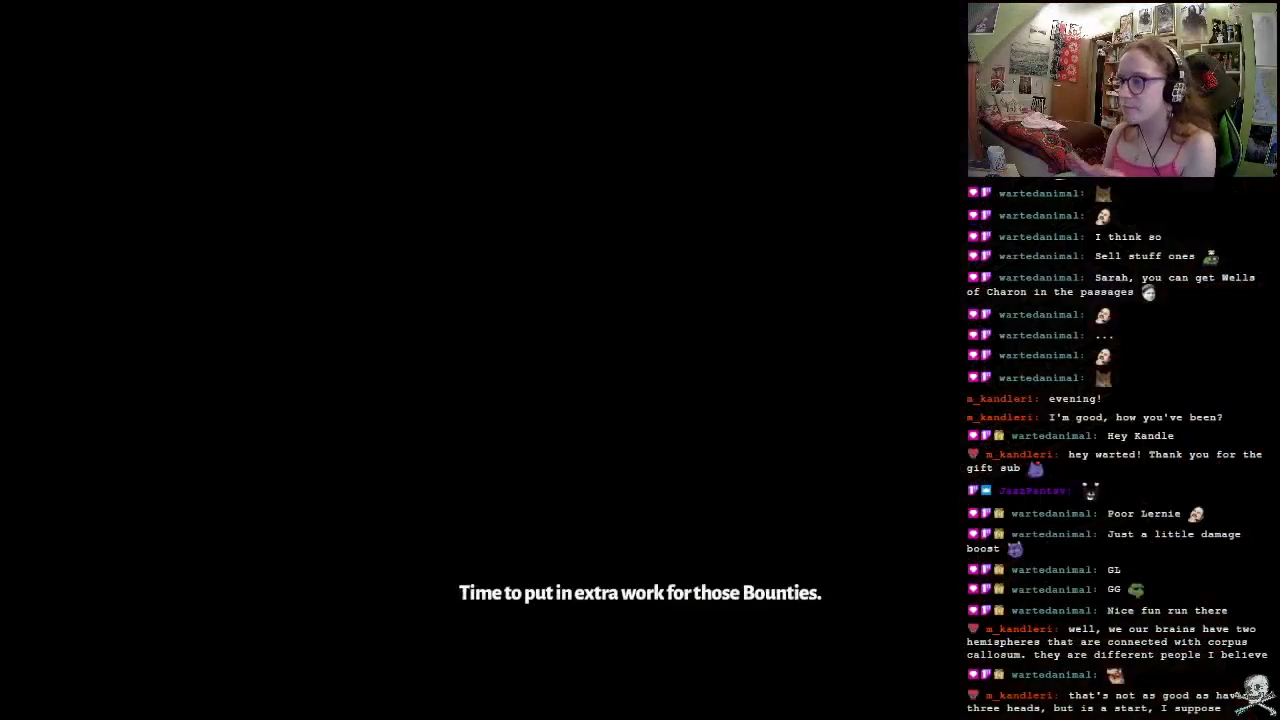 wartedanimal:
wartedanimal:
wartedanimal: I think so
wartedanimal: Sell stuff ones
wartedanimal: Sarah, you can get Wells
of Charon in the passages
wartedanimal:
wartedanimal: ...
wartedanimal:
wartedanimal:
m_kandleri: evening!
m_kandleri: I'm good, how you've been?
wartedanimal: Hey Kandle
m_kandleri: hey warted! Thank you for the
gift sub
JazzPantsw:
wartedanimal: Poor Lernie
wartedanimal: Just a little damage
boost
wartedanimal: GL
wartedanimal: GG
Time to put in extra work for those Bounties.
wartedanimal: Nice fun run there
m_kandleri: well, we our brains have two
hemispheres that are connected with corpus
callosum. they are different people I believe
wartedanimal:
m_kandleri: that's not as good as
three heads, but is a start, I suppose